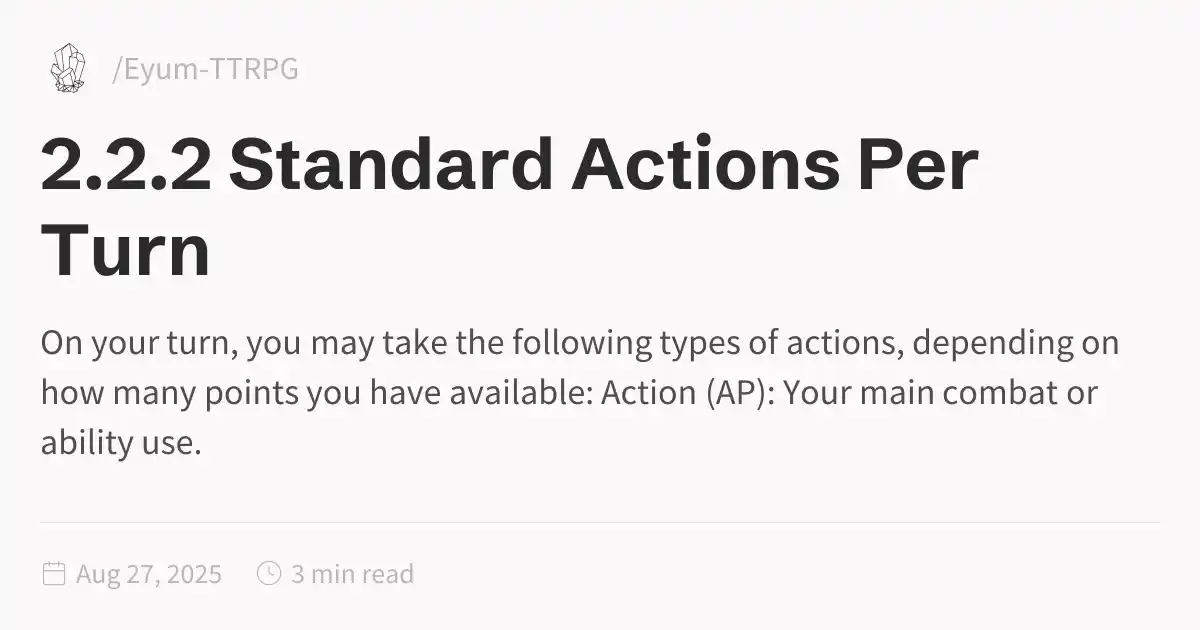 /Eyum-TTRPG
2.2.2 Standard Actions Per
Turn
On your turn, you may take the following types of actions, depending on
how many points you have available: Action (AP): Your main combat or
ability use.
Aug 27, 2025 3 min read